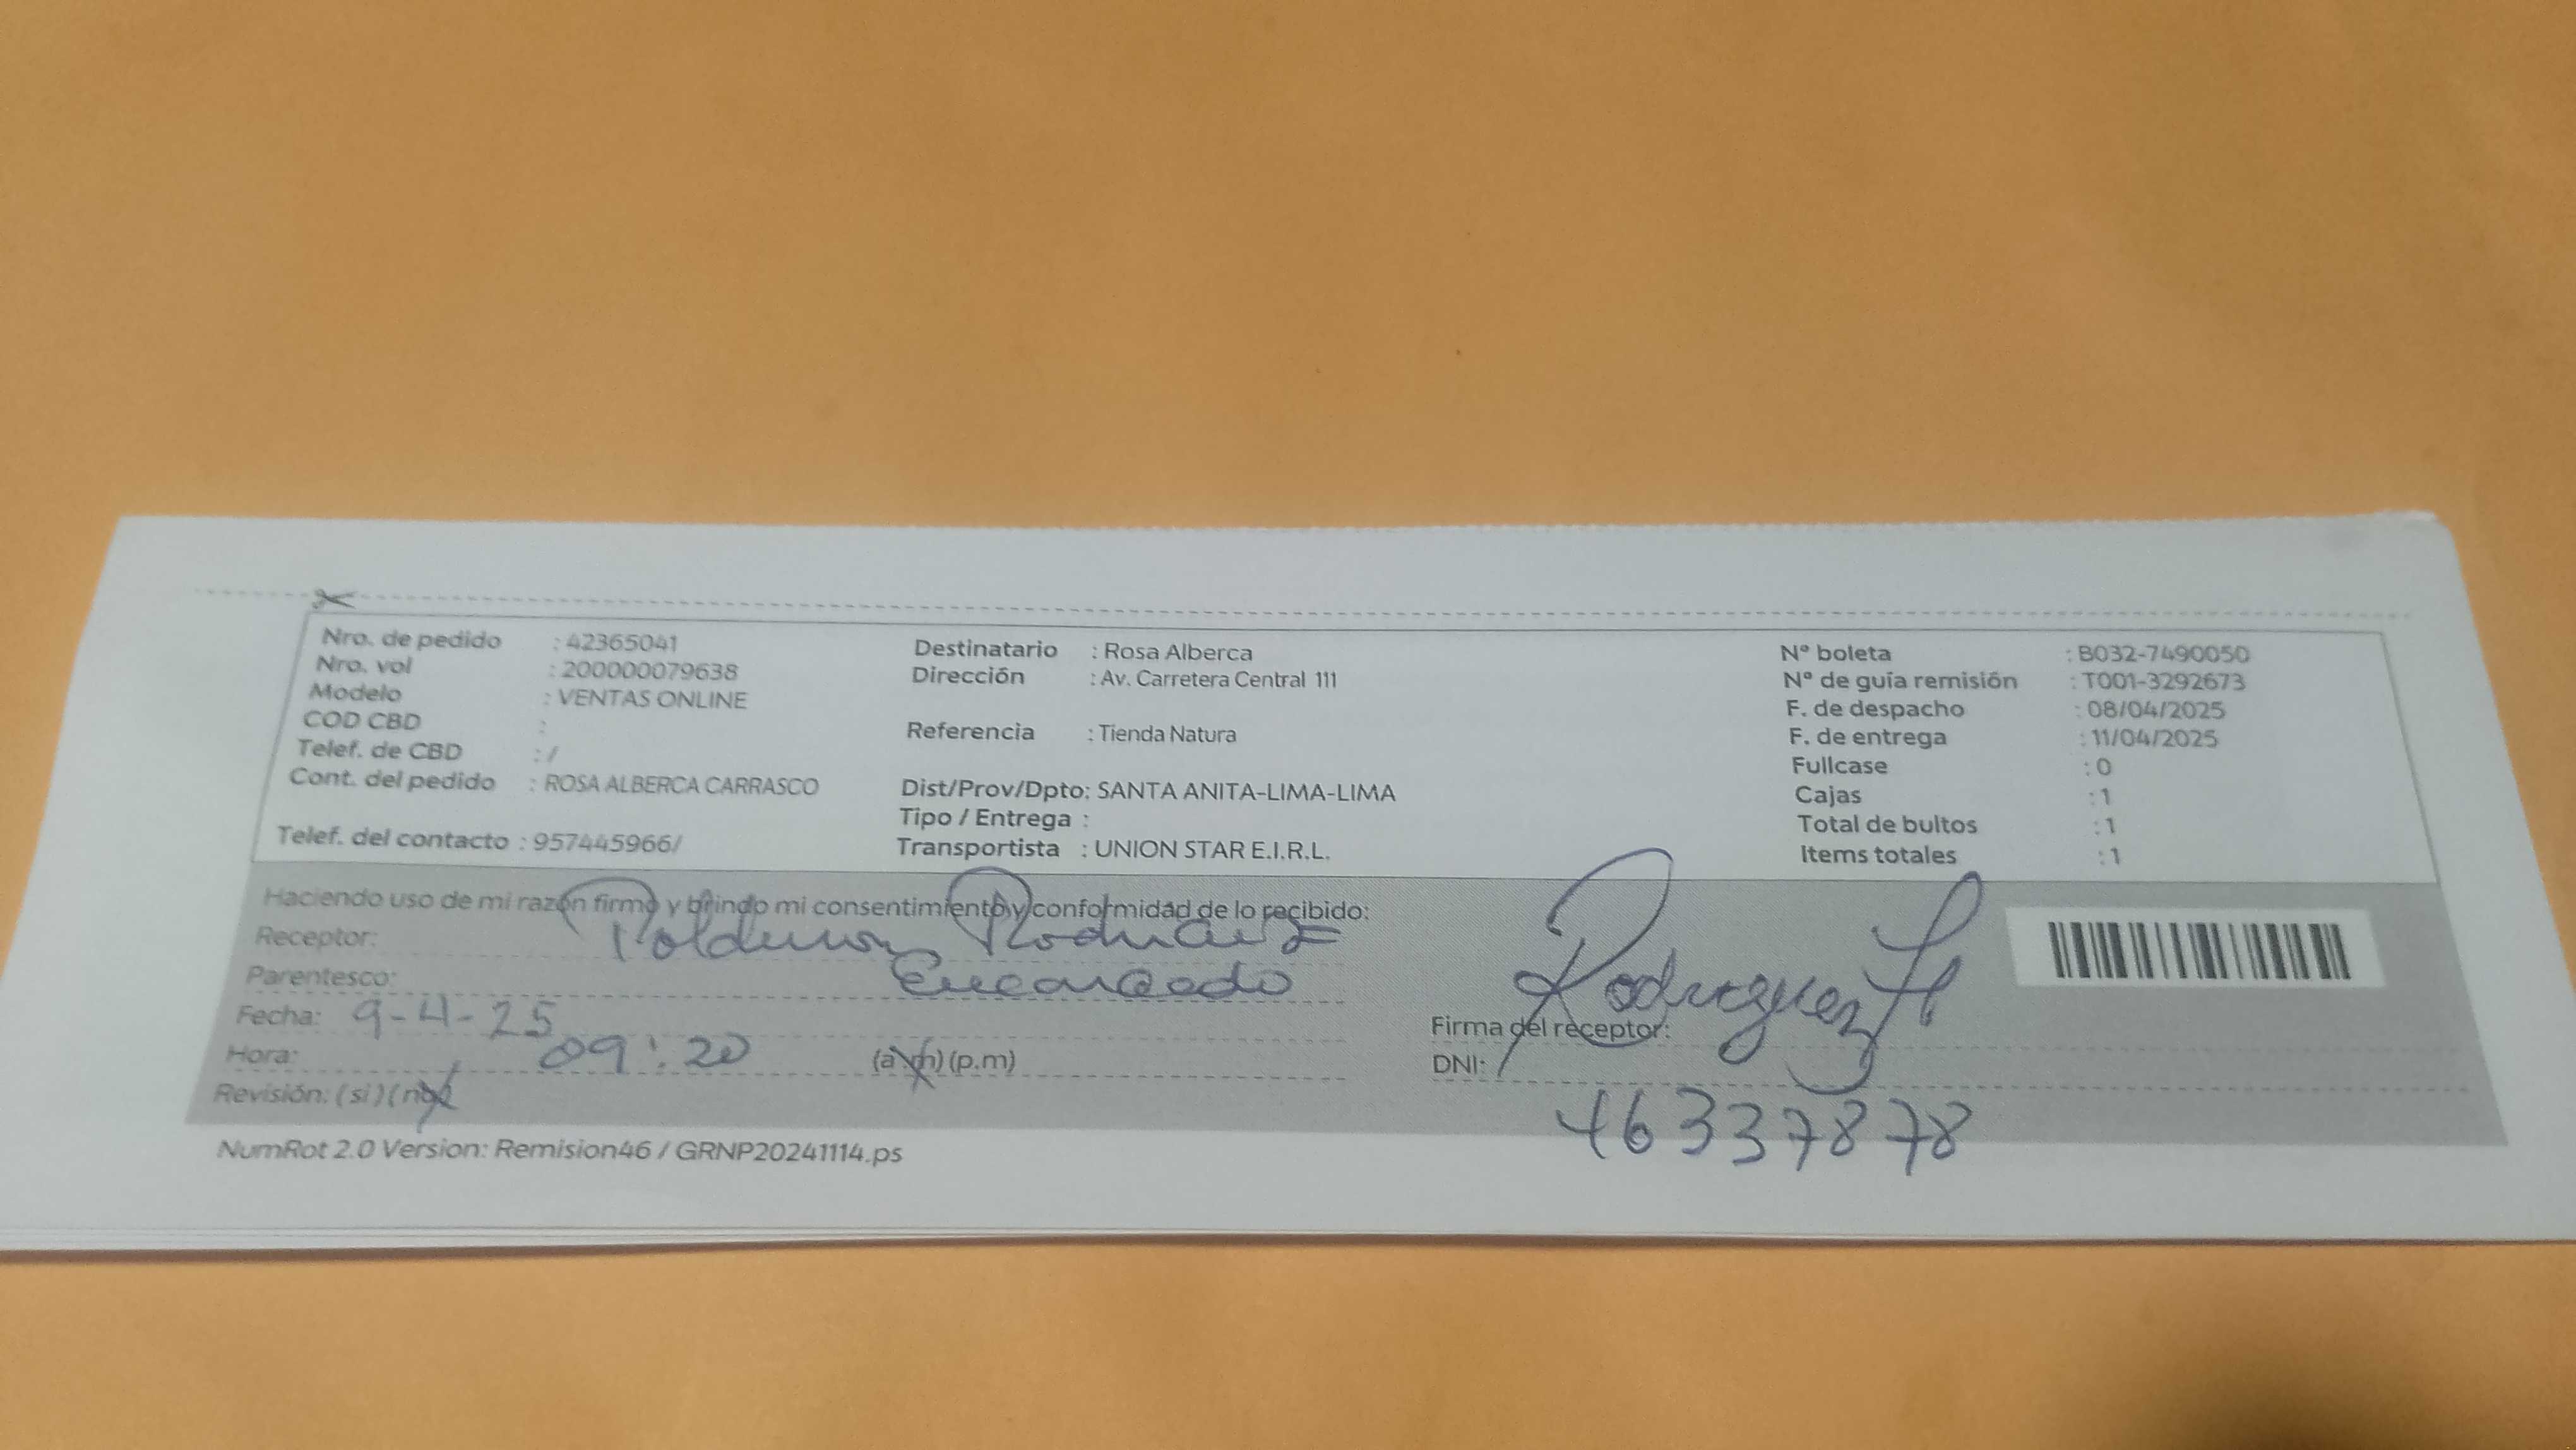 Nro. de pedido : 42365041
Nro. vol : 200000079638
Modelo : VENTAS ONLINE
COD CBD :
Telef. de CBD : /
Cont. del pedido : ROSA ALBERCA CARRASCO
Telef. del contacto : 957445966/
Destinatario : Rosa Alberca
Dirección : Av. Carretera Central 111
Referencia : Tienda Natura
Dist/Prov/Dpto: SANTA ANITA-LIMA-LIMA
Tipo / Entrega :
Transportista : UNION STAR E.I.R.L.
N° boleta : B032-7490050
N° de guía remisión : T001-3292673
F. de despacho : 08/04/2025
F. de entrega : 11/04/2025
Fullcase : 0
Cajas : 1
Total de bultos : 1
Items totales : 1
Haciendo uso de mi razón firmo y brindo mi consentimiento y conformidad de lo recibido:
Receptor: Rodriguez
Parentesco: Encargado
Fecha: 9-4-25
Hora: 09:20 (a.m) (p.m)
Revisión: (si) (no)
Rodriguez
Firma del receptor:
DNI:
46337878
NumRot 2.0 Version: Remision46 / GRNP20241114.ps